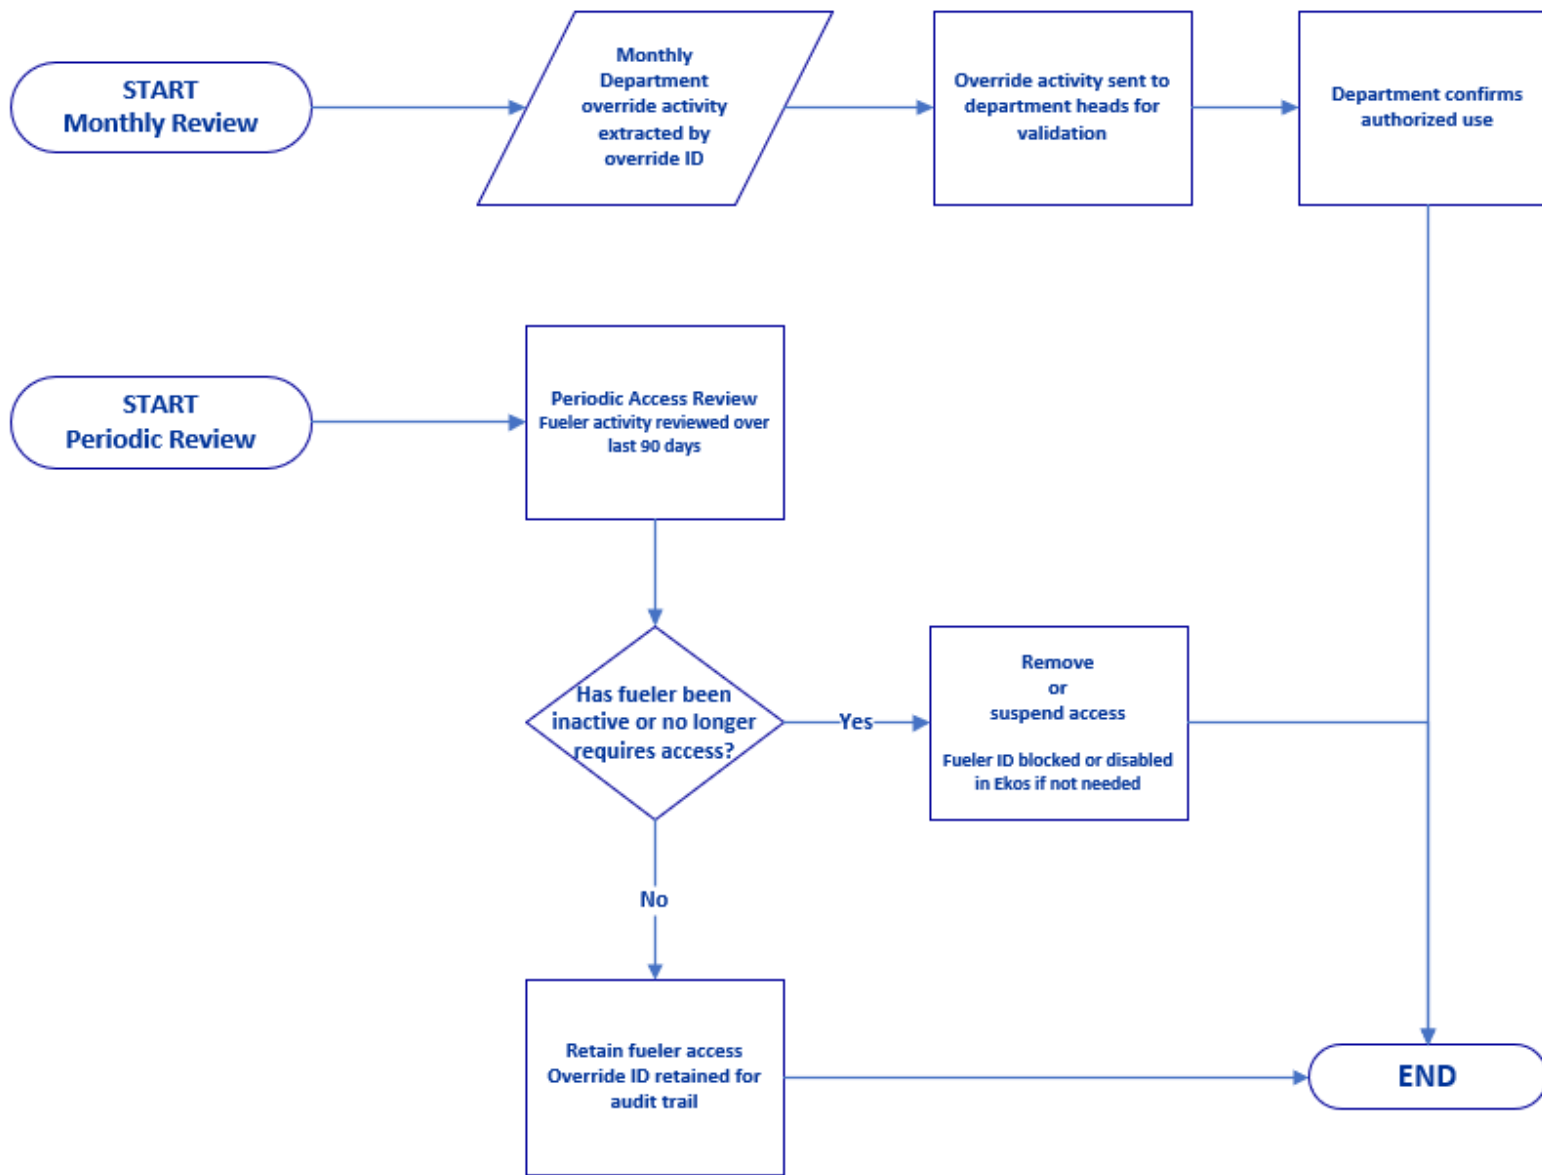 START
Monthly Review
Monthly
Department
override activity
extracted by
override ID
Override activity sent to
department heads for
validation
Department confirms
authorized use
START
Periodic Review
Periodic Access Review
Fueler activity reviewed over
last 90 days
Has fueler been
inactive or no longer
requires access?
Yes
Remove
or
suspend access
Fueler ID blocked or disabled
in Ekos if not needed
No
Retain fueler access
Override ID retained for
audit trail
END